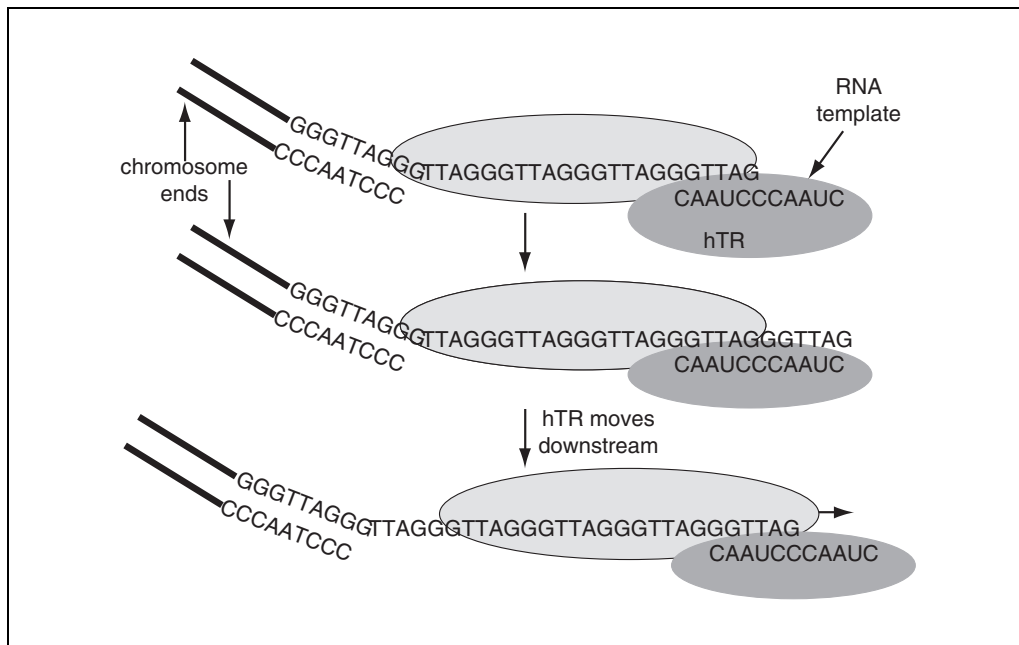 RNA
template
GGGTTAGGGTTAGGGTTAGGGTTAGGGTTAG
CCCAATCCC
chromosome
ends
CAAUCCCAAUC
hTR
GGGTTAGGGTTAGGGTTAGGGTTAGGGTTAGGGTTAG
CCCAATCCC
CAAUCCCAAUC
hTR moves
downstream
GGGTTAGGGTTAGGGTTAGGGTTAGGGTTAGGGTTAG
CCCAATCCC
CAAUCCCAAUC